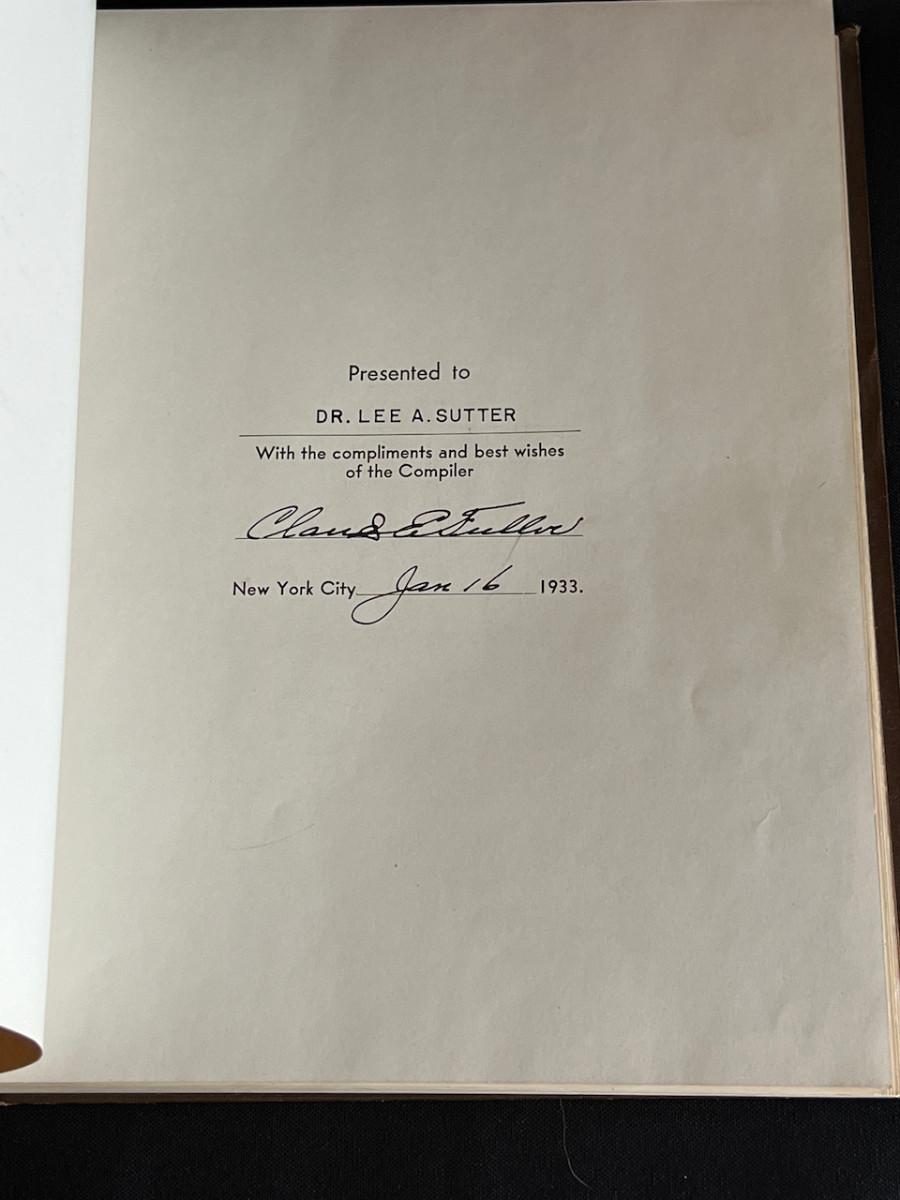 Presented to
DR. LEE A. SUTTER
With the compliments and best wishes
of the Compiler
Claud E Fuller
New York City Jan 16 1933.